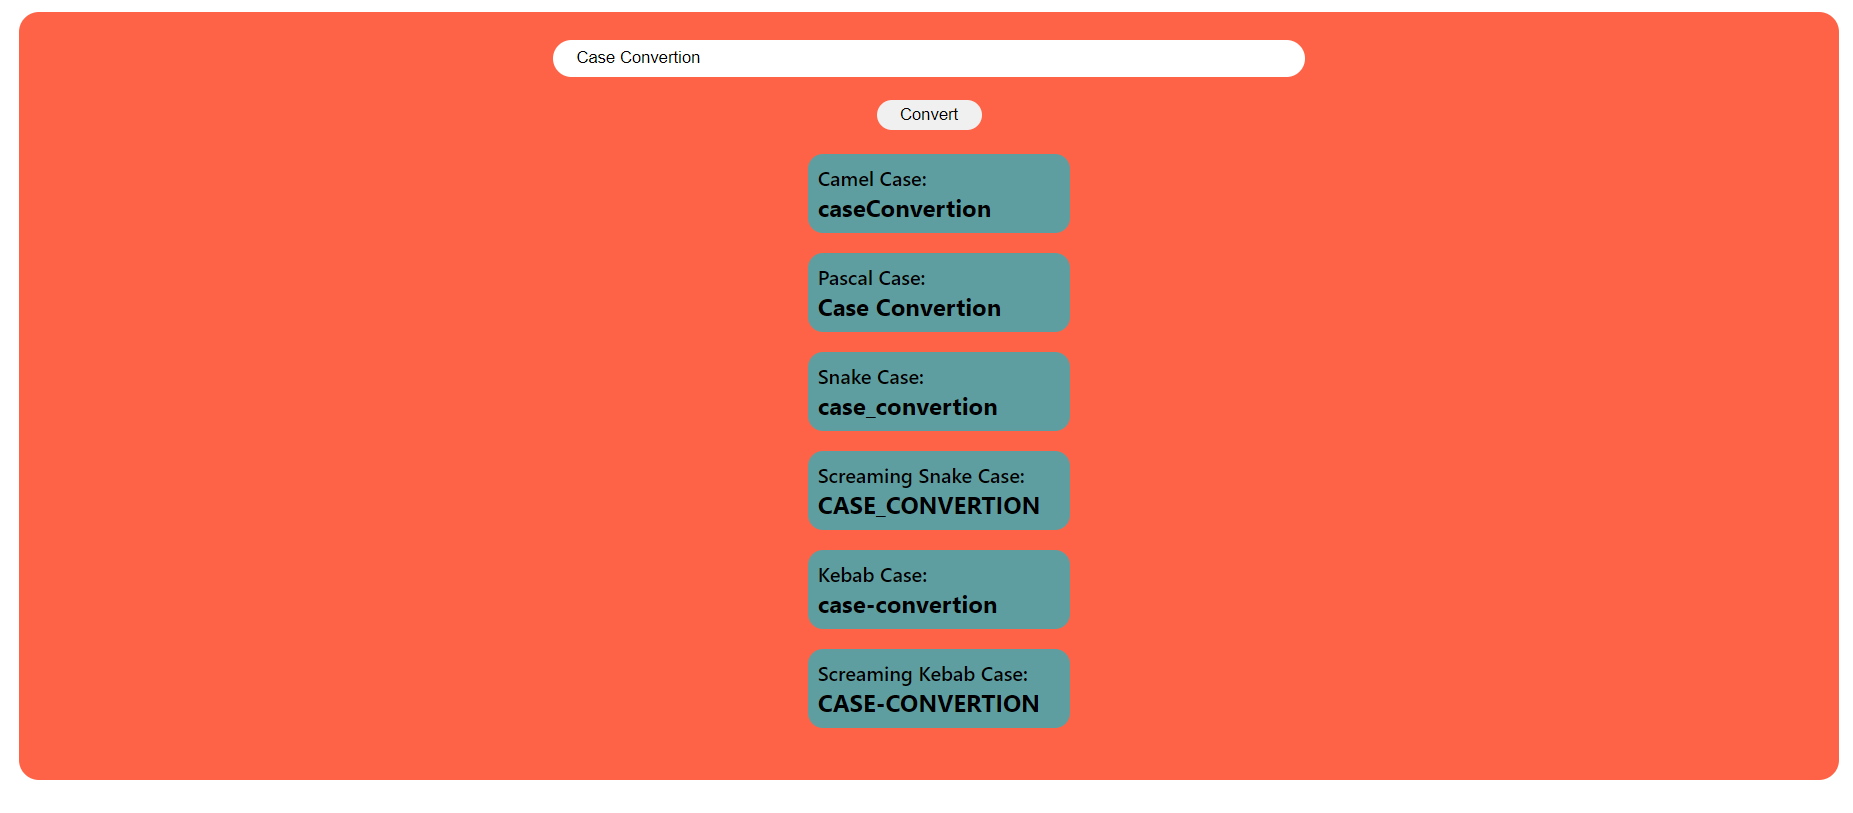 Case Convertion
Convert
Camel Case:
caseConvertion
Pascal Case:
Case Convertion
Snake Case:
case_convertion
Screaming Snake Case:
CASE_CONVERTION
Kebab Case:
case-convertion
Screaming Kebab Case:
CASE-CONVERTION